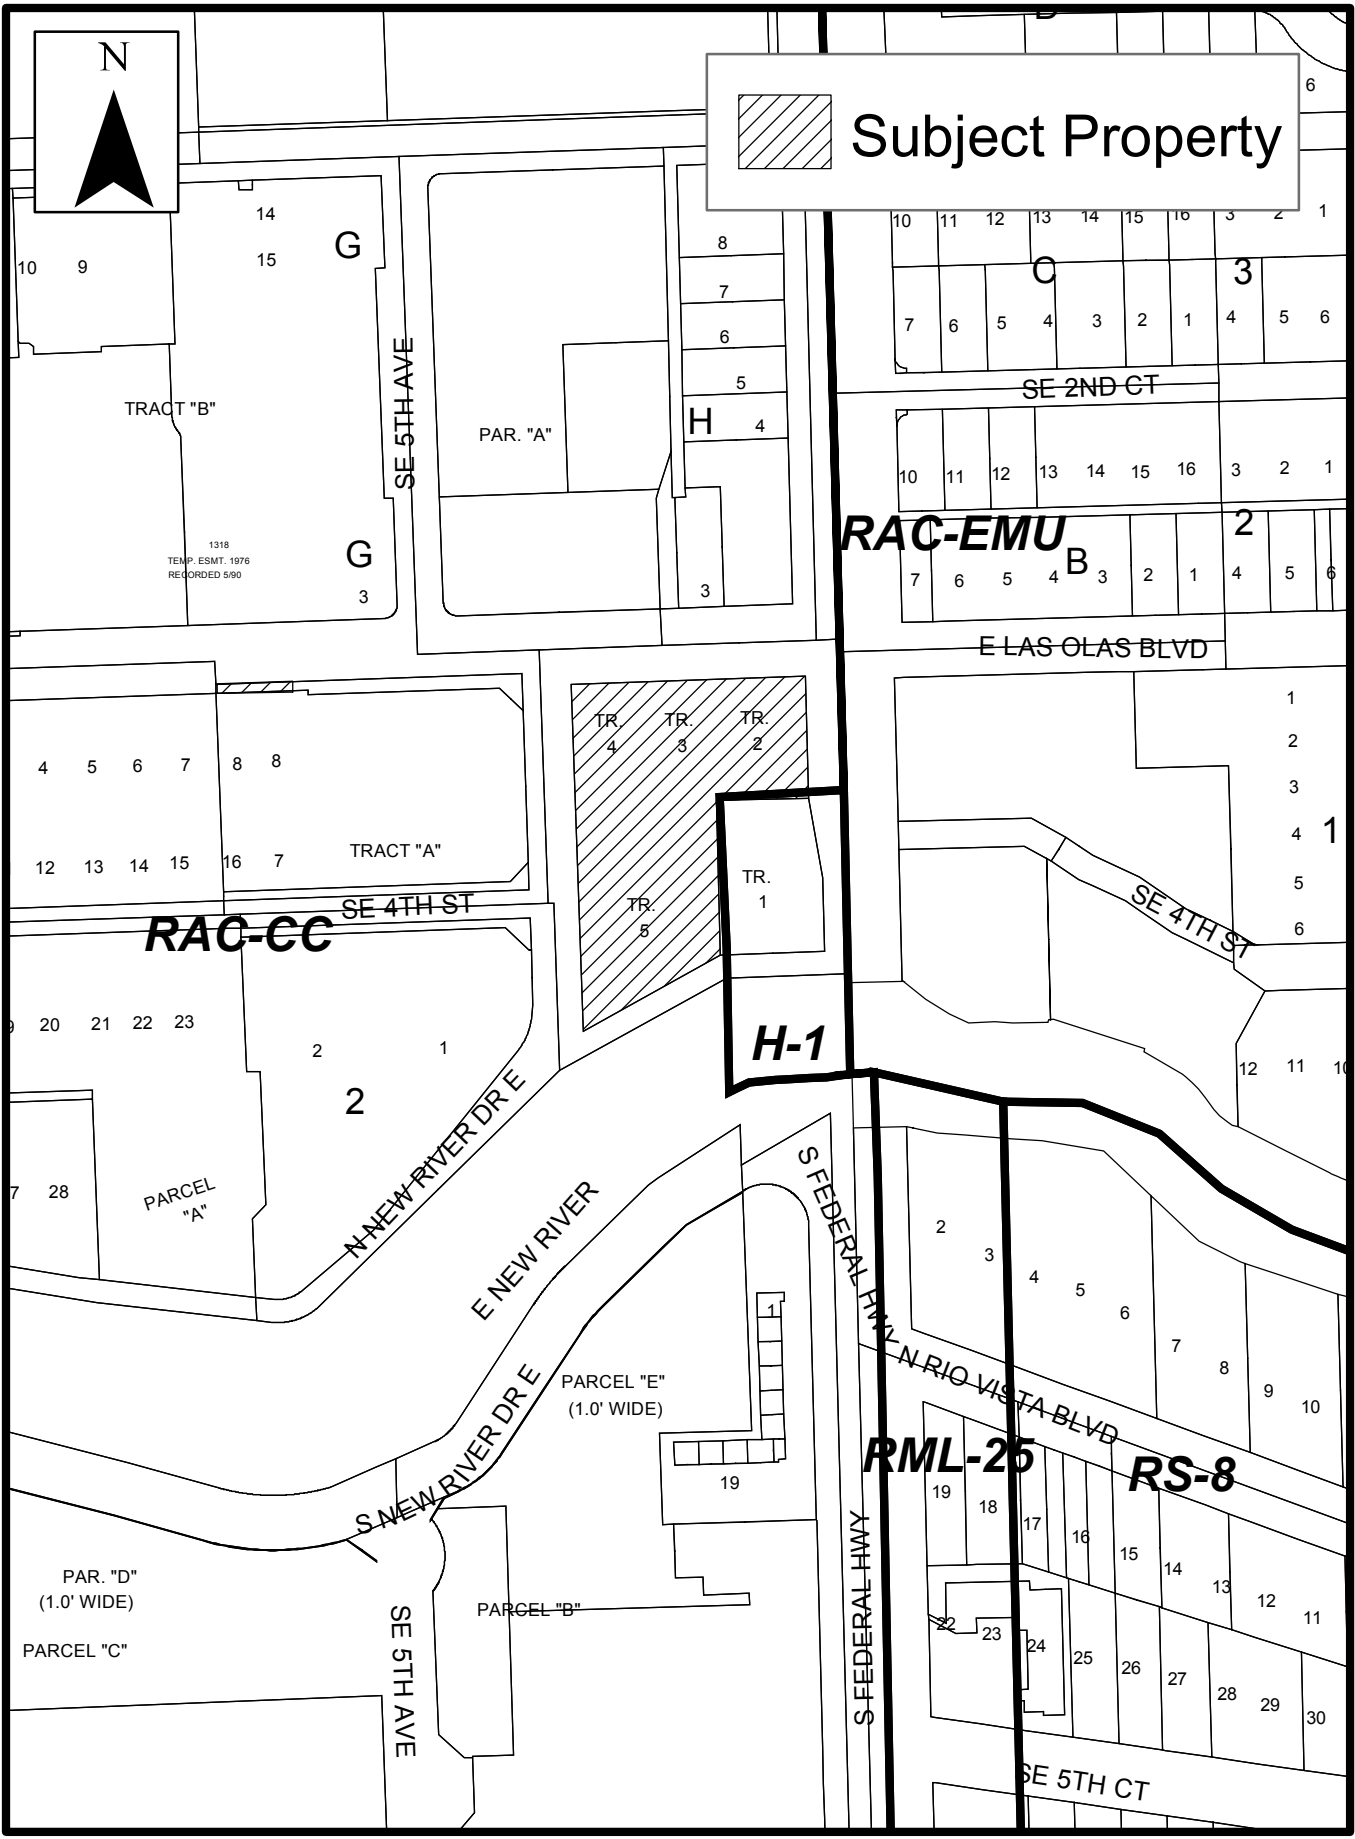 N
Subject Property
6
14
15
G
10
9
8
7
6
5
4
H
10
11
12
13
14
15
16
3
2
1
C
3
7
6
5
4
3
2
1
4
5
6
SE 2ND CT
TRACT "B"
SE 5TH AVE
PAR. "A"
10
11
12
13
14
15
16
3
2
1
RAC-EMU
B
2
7
6
5
4
3
2
1
4
5
6
1318
TEMP. ESMT. 1976
RECORDED 5/90
G
3
3
E LAS OLAS BLVD
TR.
4
TR.
3
TR.
2
4
5
6
7
8
8
12
13
14
15
16
7
TRACT "A"
SE 4TH ST
RAC-CC
TR.
5
TR.
1
1
2
3
4
5
6
1
SE 4TH ST
20
21
22
23
2
1
2
H-1
12
11
10
7
28
PARCEL
"A"
N NEW RIVER DR E
E NEW RIVER
S NEW RIVER DR E
S FEDERAL HWY
2
3
4
5
6
7
8
9
10
N RIO VISTA BLVD
1
PARCEL "E"
(1.0' WIDE)
19
RML-25
RS-8
19
18
17
16
15
14
13
12
11
PAR. "D"
(1.0' WIDE)
PARCEL "C"
SE 5TH AVE
PARCEL "B"
S FEDERAL HWY
22
23
24
25
26
27
28
29
30
SE 5TH CT